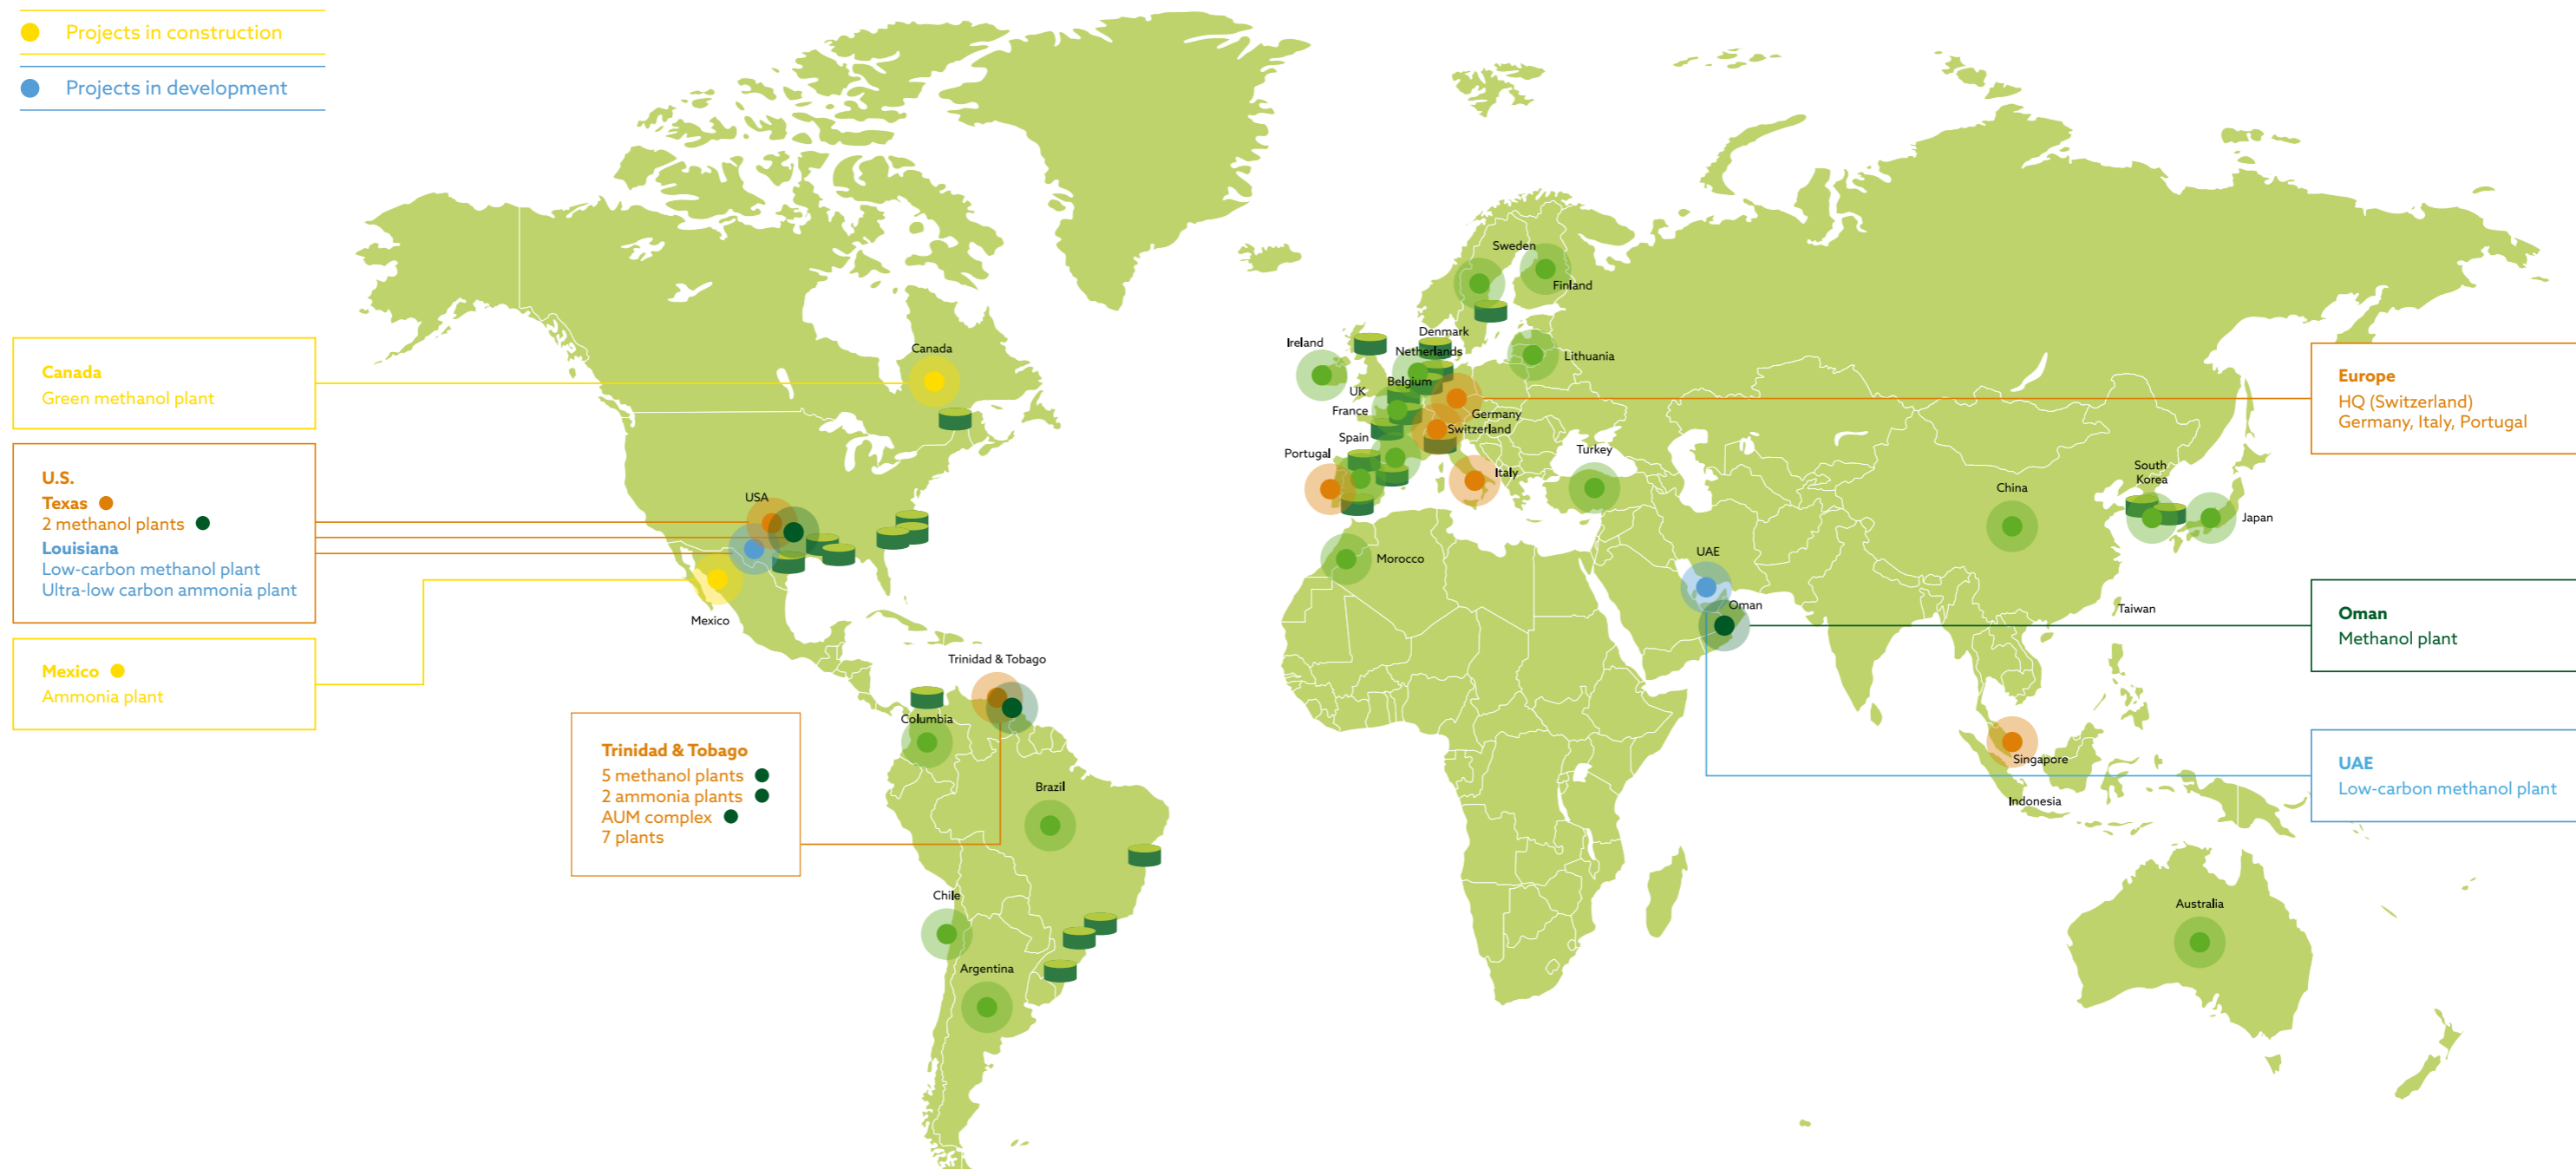 Projects in construction
Projects in development
Canada
Green methanol plant
U.S.
Texas
2 methanol plants
Louisiana
Low-carbon methanol plant
Ultra-low carbon ammonia plant
Mexico
Ammonia plant
Trinidad & Tobago
5 methanol plants
2 ammonia plants
AUM complex
7 plants
Canada
USA
Mexico
Trinidad & Tobago
Columbia
Brazil
Chile
Argentina
Sweden
Finland
Ireland
Denmark
Netherlands
Lithuania
UK
Belgium
France
Germany
Switzerland
Spain
Portugal
Italy
Turkey
Morocco
UAE
Oman
China
South
Korea
Japan
Taiwan
Singapore
Indonesia
Australia
Europe
HQ (Switzerland)
Germany, Italy, Portugal
Oman
Methanol plant
UAE
Low-carbon methanol plant